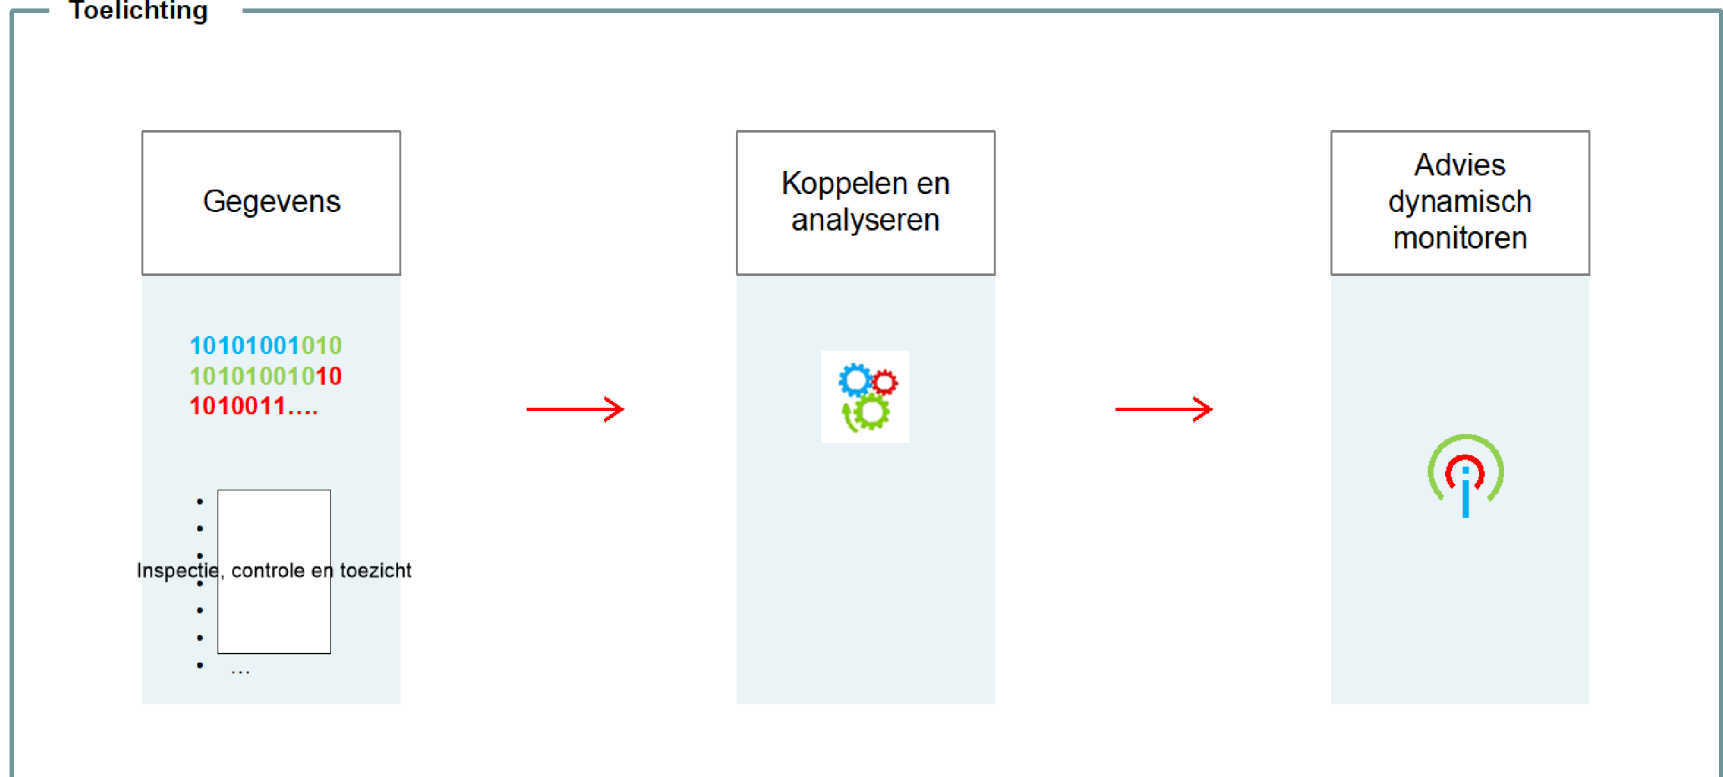 Toelichting
Gegevens
10101001010
10101001010
1010011....
•
•
•
Inspectie, controle en toezicht
•
•
•
• ...
Koppelen en
analyseren
Advies
dynamisch
monitoren
i